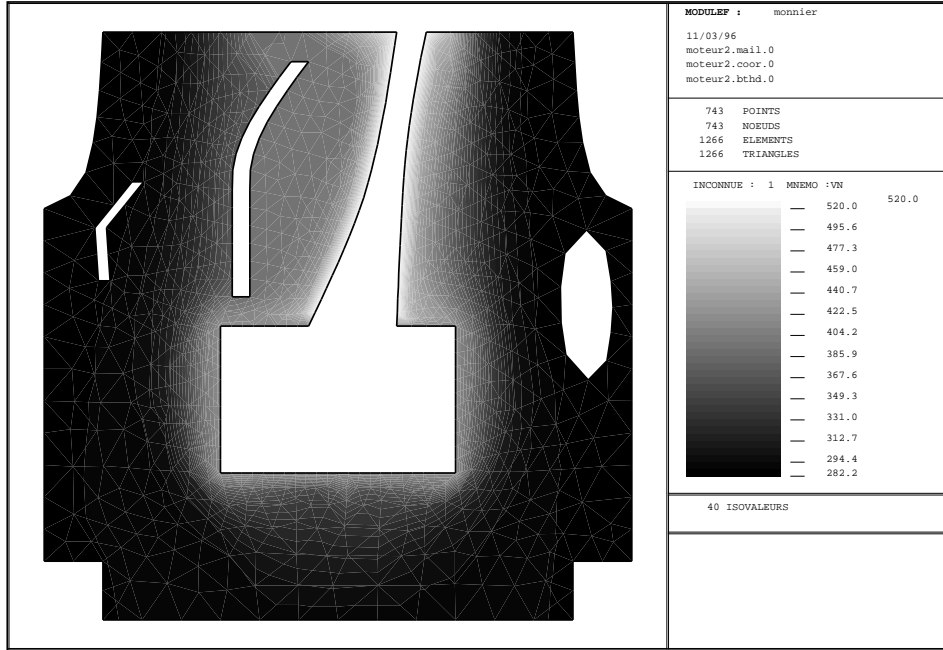 MODULEF : monnier
11/03/96
moteur2.mail.0
moteur2.coor.0
moteur2.bthd.0
743 POINTS
743 NOEUDS
1266 ELEMENTS
1266 TRIANGLES
INCONNUE : 1 MNEMO :VN
520.0
520.0
495.6
477.3
459.0
440.7
422.5
404.2
385.9
367.6
349.3
331.0
312.7
294.4
282.2
40 ISOVALEURS